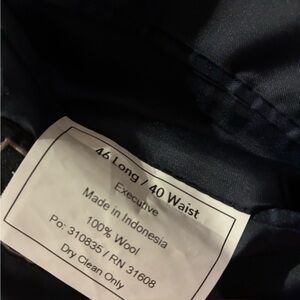 46 Long / 40 Waist
Executive
Made in Indonesia
100% Wool
Po: 310835 / RN 31608
Dry Clean Only